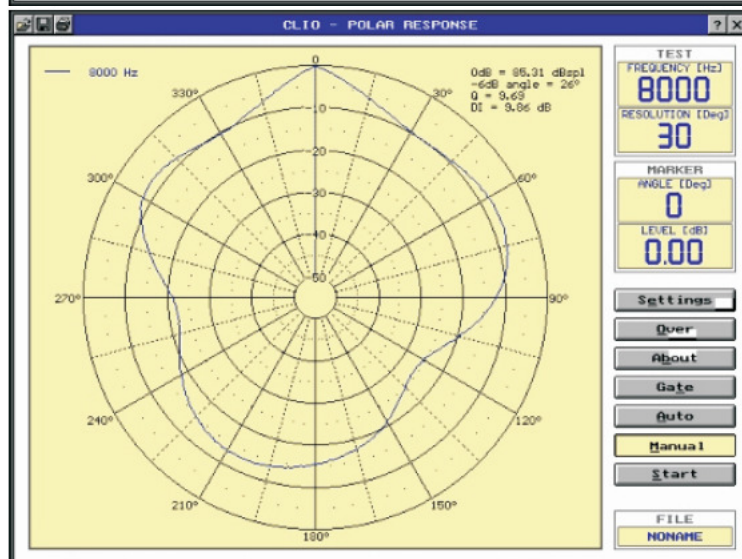 CLIO - POLAR RESPONSE
? X
8000 Hz
0dB = 85.31 dBspl
-6dB angle = 26°
Q = 9.69
DI = 9.86 dB
0
30°
60°
90°
120°
150°
180°
210°
240°
270°
300°
330°
-10
-20
-30
-40
-50
TEST
FREQUENCY [Hz]
8000
RESOLUTION [Deg]
30
MARKER
ANGLE [Deg]
0
LEVEL [dB]
0.00
Settings
Over
About
Gate
Auto
Manual
Start
FILE
NONAME